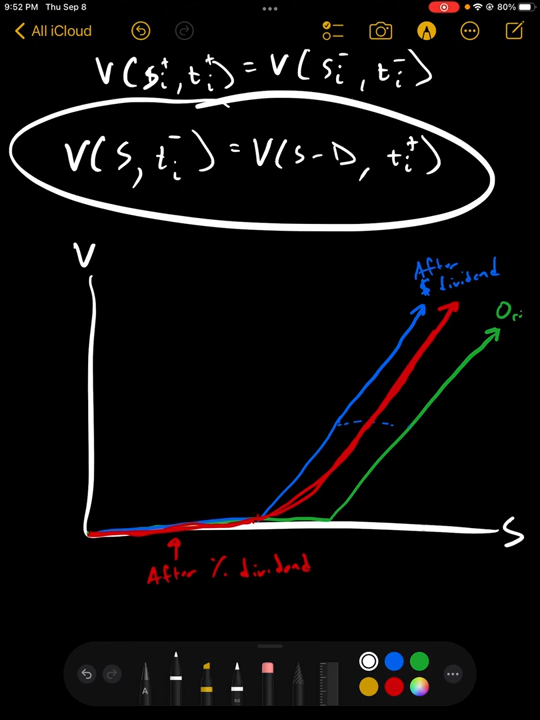 9:52 PM Thu Sep 8
80%
All iCloud
V(S_i^+, t_i^+) = V(S_i^-, t_i^-)
V(S, t_i^-) = V(S-D, t_i^+)
V
After
$ dividend
S
After % dividend
A